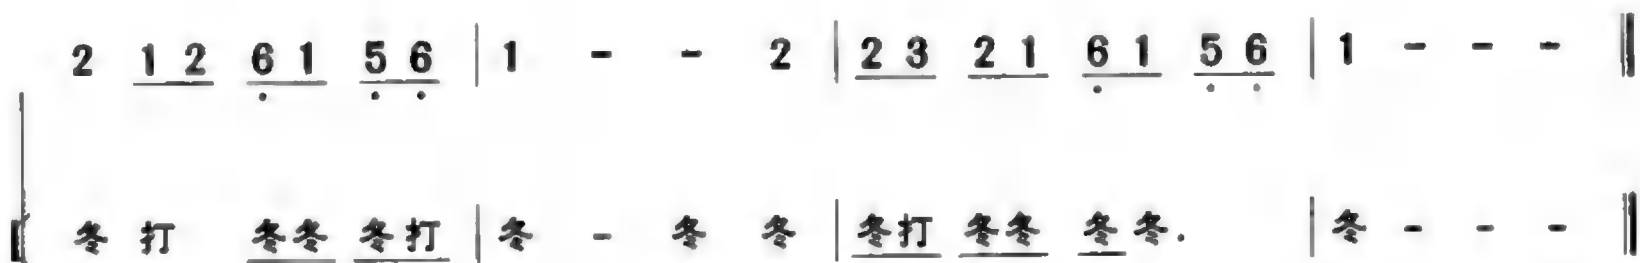 2 1 2 6 1 5 6 | 1 - - 2 | 2 3 2 1 6 1 5 6 | 1 - - - ‖
冬 打 冬冬 冬打 | 冬 - 冬 冬 | 冬打 冬冬 冬冬. | 冬 - - - ‖